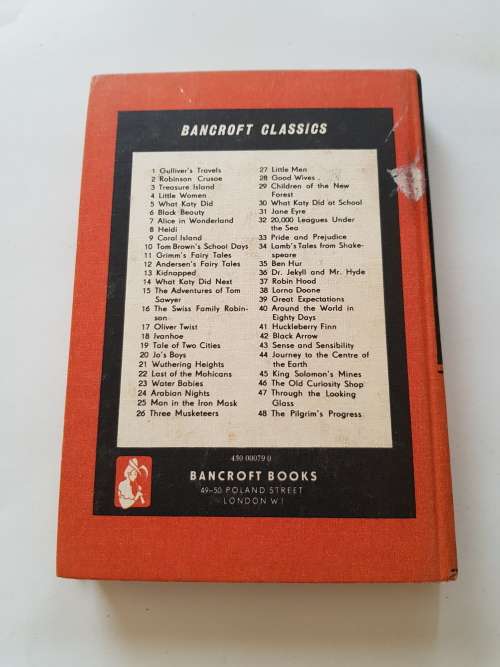 BANCROFT CLASSICS
1 Gulliver's Travels
2 Robinson Crusoe
3 Treasure Island
4 Little Women
5 What Katy Did
6 Black Beauty
7 Alice in Wonderland
8 Heidi
9 Coral Island
10 Tom Brown's School Days
11 Grimm's Fairy Tales
12 Andersen's Fairy Tales
13 Kidnapped
14 What Katy Did Next
15 The Adventures of Tom
Sawyer
16 The Swiss Family Robin-
son
17 Oliver Twist
18 Ivanhoe
19 Tale of Two Cities
20 Jo's Boys
21 Wuthering Heights
22 Last of the Mohicans
23 Water Babies
24 Arabian Nights
25 Man in the Iron Mask
26 Three Musketeers
27 Little Men
28 Good Wives
29 Children of the New
Forest
30 What Katy Did at School
31 Jane Eyre
32 20,000 Leagues Under
the Sea
33 Pride and Prejudice
34 Lamb's Tales from Shake-
speare
35 Ben Hur
36 Dr. Jekyll and Mr. Hyde
37 Robin Hood
38 Lorna Doone
39 Great Expectations
40 Around the World in
Eighty Days
41 Huckleberry Finn
42 Black Arrow
43 Sense and Sensibility
44 Journey to the Centre of
the Earth
45 King Solomon's Mines
46 The Old Curiosity Shop
47 Through the Looking
Glass
48 The Pilgrim's Progress
430 00079 0
BANCROFT BOOKS
49-50 POLAND STREET
LONDON W.1